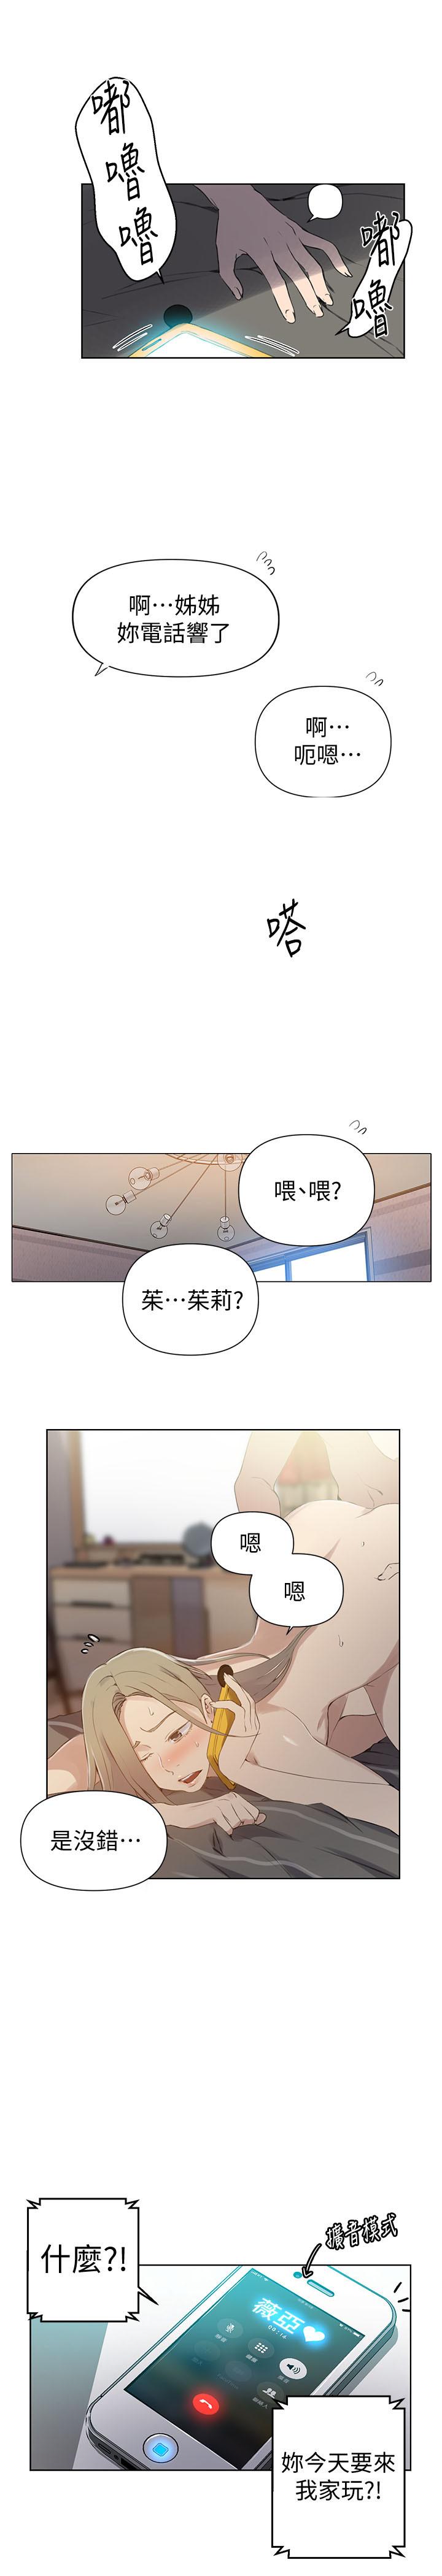 嘟嚕嚕
嘟嚕
啊…姊姊
妳電話響了
啊…
呃嗯…
嗒
喂、喂?
茱…茱莉?
嗯
嗯
是沒錯…
擴音模式
什麼?!
薇亞
妳今天要來
我家玩?!